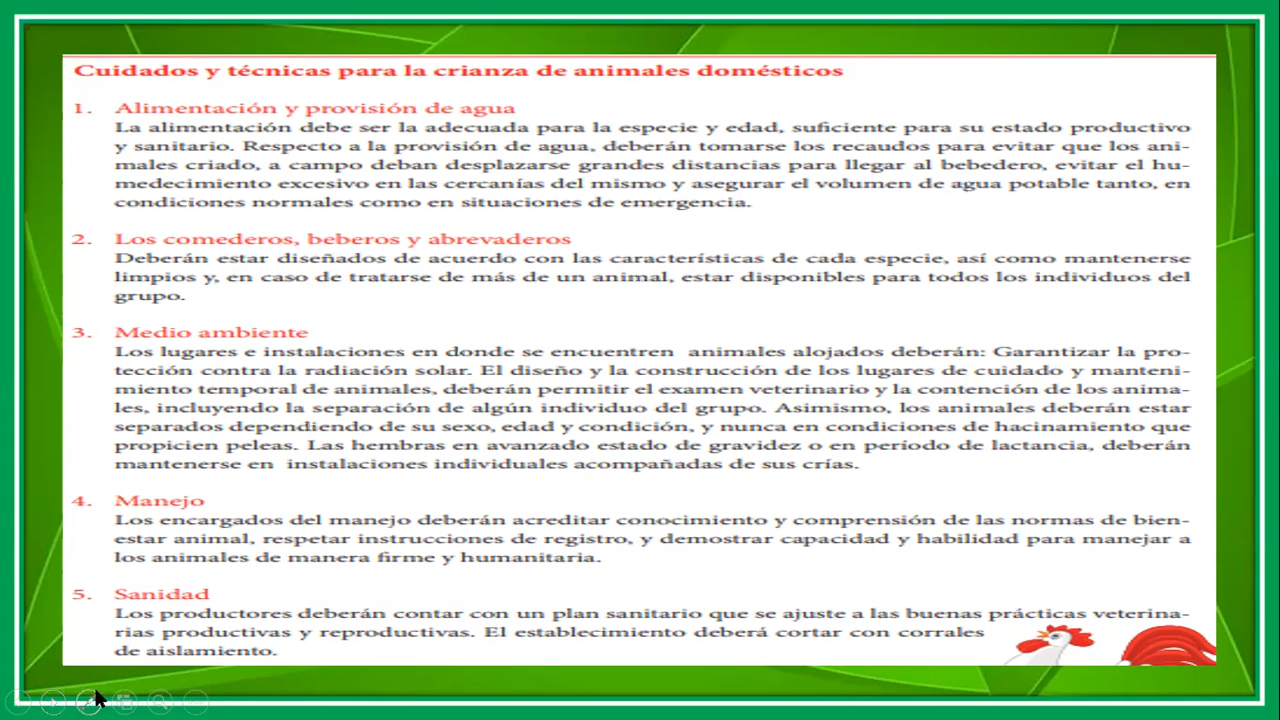 Cuidados y técnicas para la crianza de animales domésticos
1. Alimentación y provisión de agua
La alimentación debe ser la adecuada para la especie y edad, suficiente para su estado productivo
y sanitario. Respecto a la provisión de agua, deberán tomarse los recaudos para evitar que los ani-
males criado, a campo deban desplazarse grandes distancias para llegar al bebedero, evitar el hu-
medecimiento excesivo en las cercanías del mismo y asegurar el volumen de agua potable tanto, en
condiciones normales como en situaciones de emergencia.
2. Los comederos, beberos y abrevaderos
Deberán estar diseñados de acuerdo con las características de cada especie, así como mantenerse
limpios y, en caso de tratarse de más de un animal, estar disponibles para todos los individuos del
grupo.
3. Medio ambiente
Los lugares e instalaciones en donde se encuentren animales alojados deberán: Garantizar la pro-
tección contra la radiación solar. El diseño y la construcción de los lugares de cuidado y manteni-
miento temporal de animales, deberán permitir el examen veterinario y la contención de los anima-
les, incluyendo la separación de algún individuo del grupo. Asimismo, los animales deberán estar
separados dependiendo de su sexo, edad y condición, y nunca en condiciones de hacinamiento que
propicien peleas. Las hembras en avanzado estado de gravidez o en período de lactancia, deberán
mantenerse en instalaciones individuales acompañadas de sus crías.
4. Manejo
Los encargados del manejo deberán acreditar conocimiento y comprensión de las normas de bien-
estar animal, respetar instrucciones de registro, y demostrar capacidad y habilidad para manejar a
los animales de manera firme y humanitaria.
5. Sanidad
Los productores deberán contar con un plan sanitario que se ajuste a las buenas prácticas veterina-
rias productivas y reproductivas. El establecimiento deberá cortar con corrales
de aislamiento.